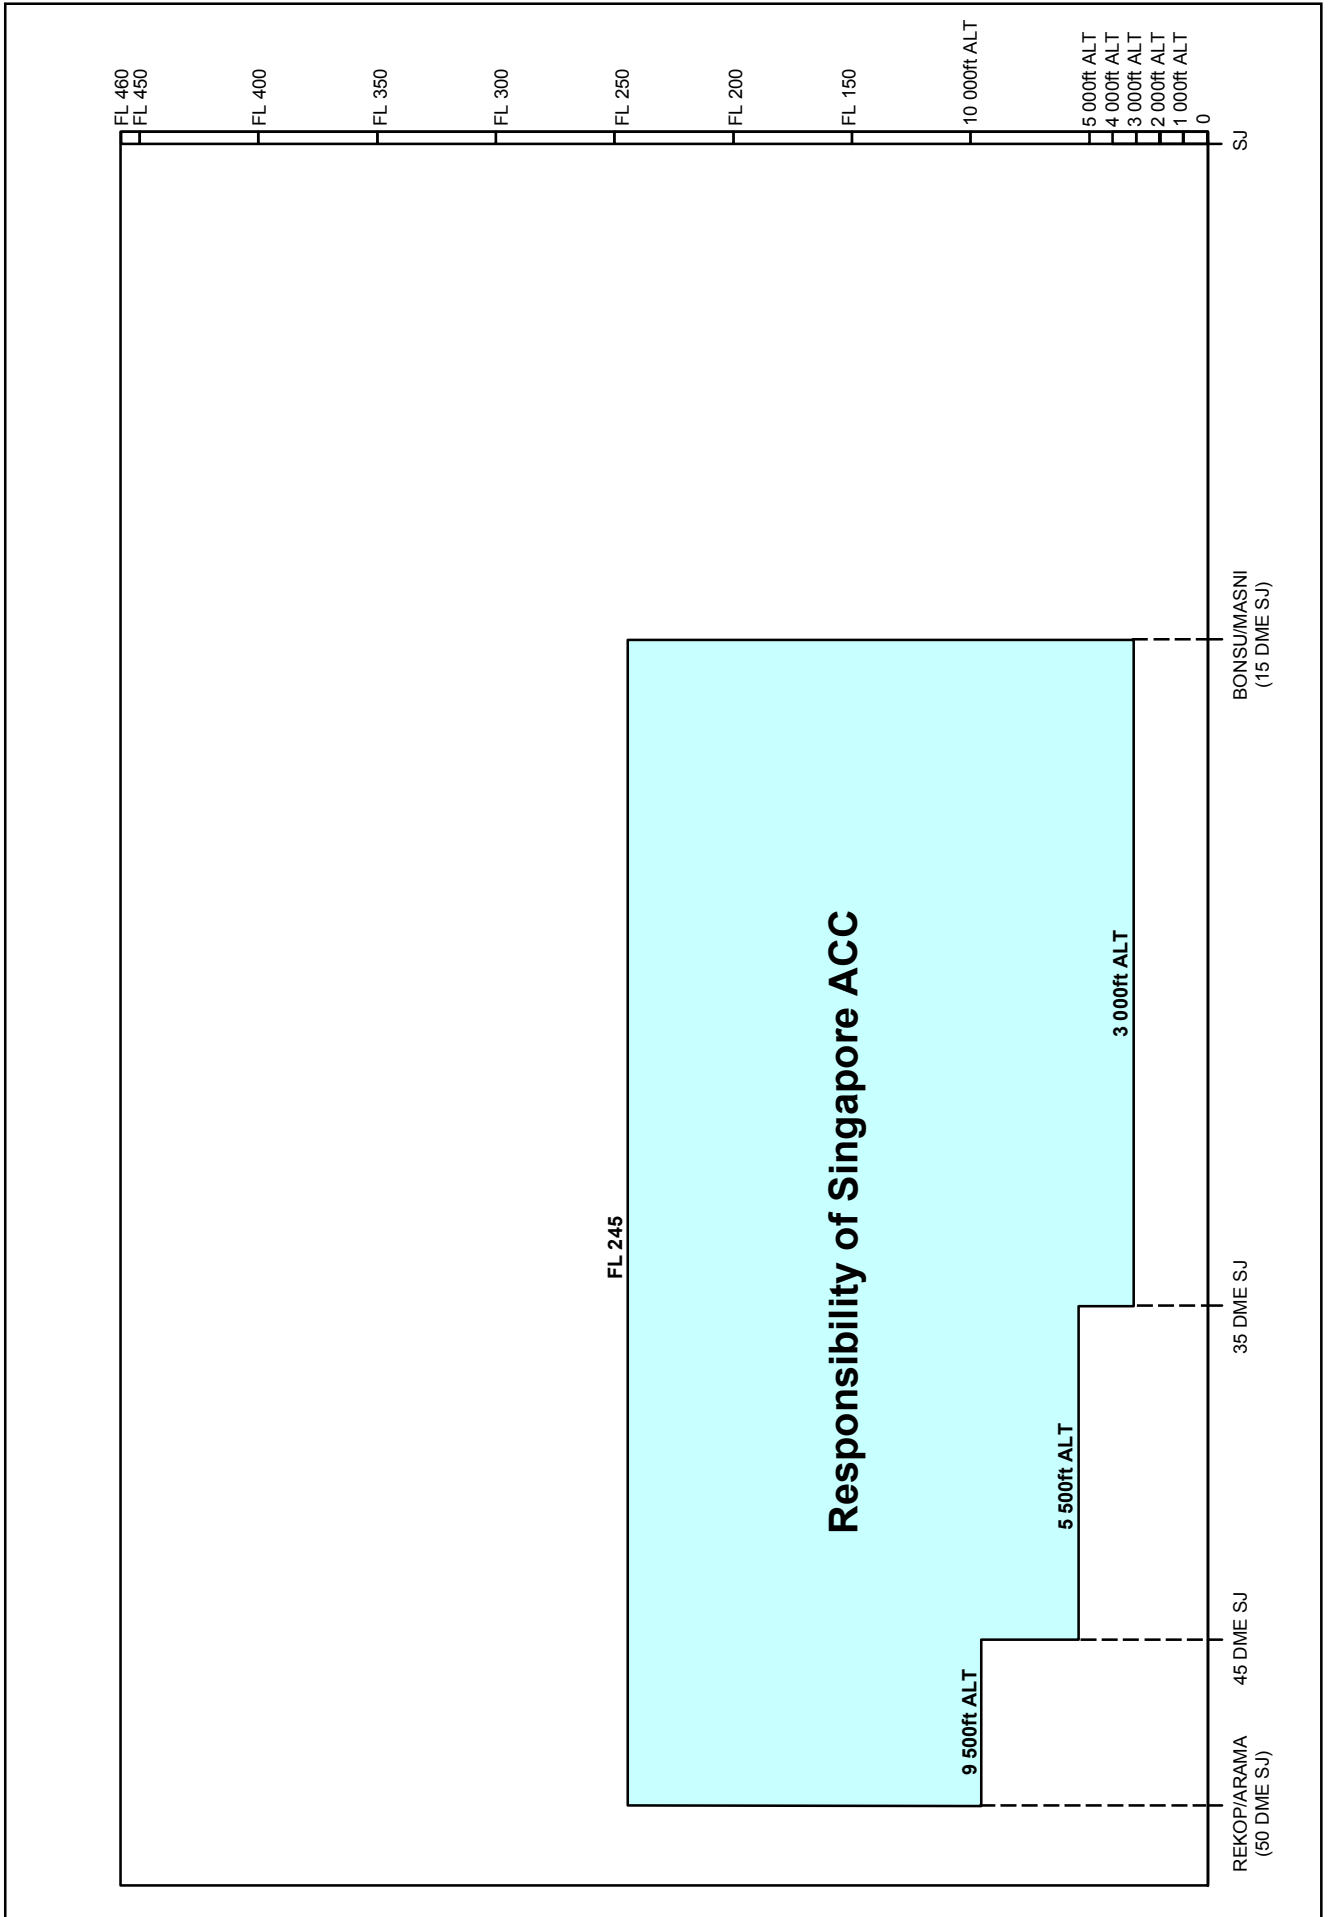 FL 460
FL 450
FL 400
FL 350
FL 300
FL 250
FL 200
FL 150
10 000ft ALT
5 000ft ALT
4 000ft ALT
3 000ft ALT
2 000ft ALT
1 000ft ALT
0
FL 245
Responsibility of Singapore ACC
9 500ft ALT
5 500ft ALT
3 000ft ALT
REKOP/ARAMA
(50 DME SJ)
45 DME SJ
35 DME SJ
BONSU/MASNI
(15 DME SJ)
SJ